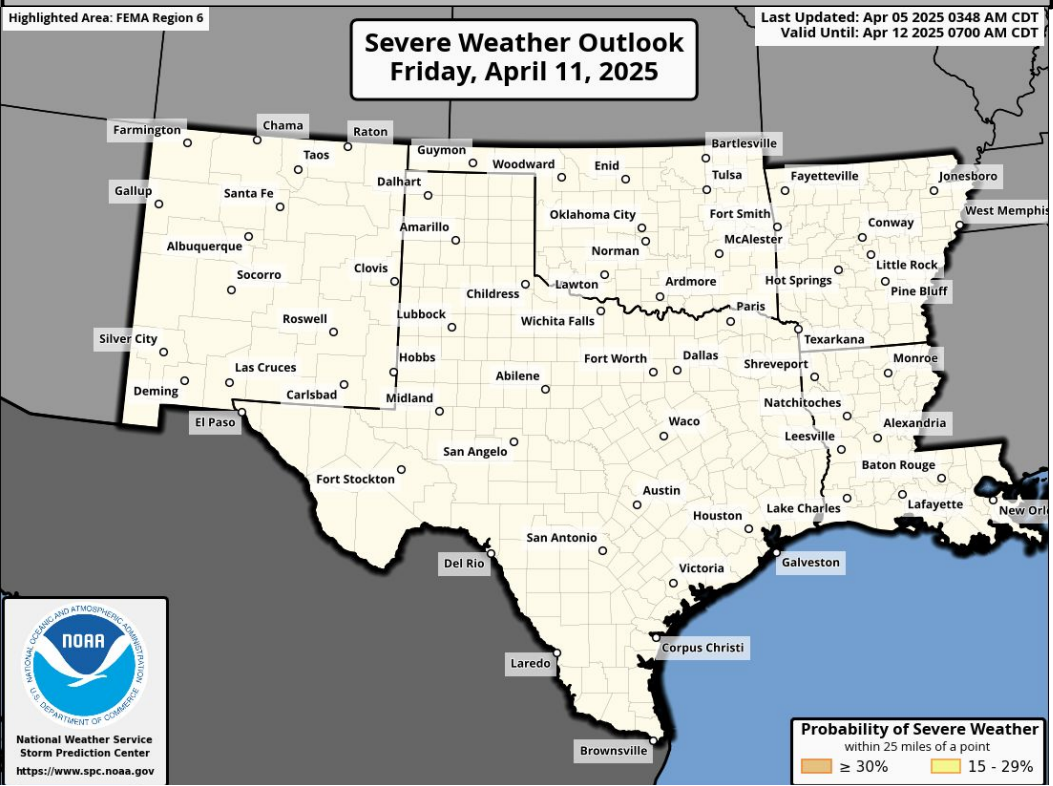 Highlighted Area: FEMA Region 6
Severe Weather Outlook
Friday, April 11, 2025
Last Updated: Apr 05 2025 0348 AM CDT
Valid Until: Apr 12 2025 0700 AM CDT
Farmington
Chama
Raton
Taos
Guymon
Woodward
Enid
Bartlesville
Tulsa
Fayetteville
Jonesboro
Gallup
Santa Fe
Dalhart
Oklahoma City
Fort Smith
Conway
West Memphis
Albuquerque
Amarillo
Norman
McAlester
Little Rock
Socorro
Clovis
Childress
Lawton
Ardmore
Hot Springs
Pine Bluff
Roswell
Lubbock
Wichita Falls
Paris
Texarkana
Silver City
Las Cruces
Hobbs
Fort Worth
Dallas
Shreveport
Monroe
Deming
Carlsbad
Midland
Abilene
Natchitoches
El Paso
San Angelo
Waco
Leesville
Alexandria
Fort Stockton
Baton Rouge
Austin
Houston
Lake Charles
Lafayette
New Orl
Del Rio
San Antonio
Victoria
Galveston
Laredo
Corpus Christi
Brownsville
NATIONAL OCEANIC AND ATMOSPHERIC ADMINISTRATION
NOAA
U.S. DEPARTMENT OF COMMERCE
National Weather Service
Storm Prediction Center
https://www.spc.noaa.gov
Probability of Severe Weather
within 25 miles of a point
≥ 30%
15 - 29%